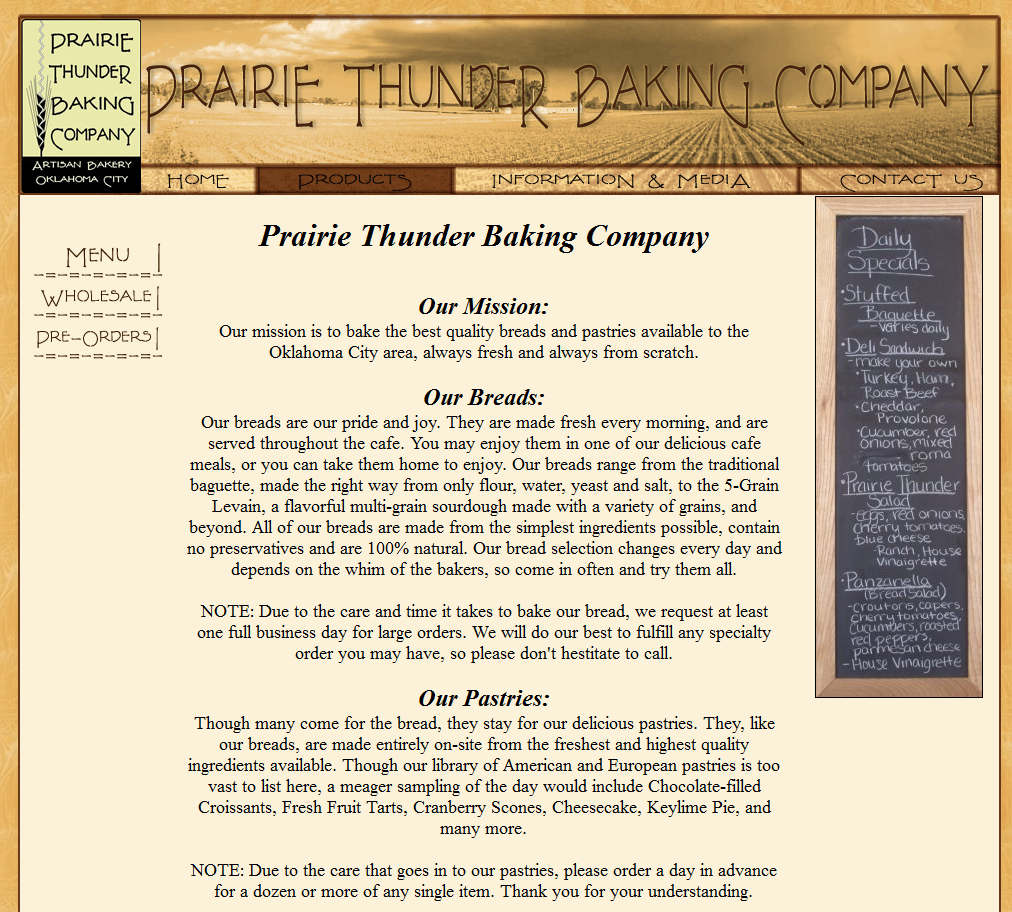 PRAIRIE
THUNDER
BAKING
COMPANY
ARTISAN BAKERY
OKLAHOMA CITY
PRAIRIE THUNDER BAKING COMPANY
HOME
PRODUCTS
INFORMATION & MEDIA
CONTACT US
MENU
WHOLESALE
PRE-ORDERS
Prairie Thunder Baking Company
Our Mission:
Our mission is to bake the best quality breads and pastries available to the
Oklahoma City area, always fresh and always from scratch.
Our Breads:
Our breads are our pride and joy. They are made fresh every morning, and are
served throughout the cafe. You may enjoy them in one of our delicious cafe
meals, or you can take them home to enjoy. Our breads range from the traditional
baguette, made the right way from only flour, water, yeast and salt, to the 5-Grain
Levain, a flavorful multi-grain sourdough made with a variety of grains, and
beyond. All of our breads are made from the simplest ingredients possible, contain
no preservatives and are 100% natural. Our bread selection changes every day and
depends on the whim of the bakers, so come in often and try them all.
NOTE: Due to the care and time it takes to bake our bread, we request at least
one full business day for large orders. We will do our best to fulfill any specialty
order you may have, so please don't hestitate to call.
Our Pastries:
Though many come for the bread, they stay for our delicious pastries. They, like
our breads, are made entirely on-site from the freshest and highest quality
ingredients available. Though our library of American and European pastries is too
vast to list here, a meager sampling of the day would include Chocolate-filled
Croissants, Fresh Fruit Tarts, Cranberry Scones, Cheesecake, Keylime Pie, and
many more.
NOTE: Due to the care that goes in to our pastries, please order a day in advance
for a dozen or more of any single item. Thank you for your understanding.
Daily
Specials
•Stuffed
Baguette
-varies daily
•Deli Sandwich
-make your own
•Turkey, Ham,
Roast Beef
•Cheddar,
Provolone
•Cucumber, red
onions, mixed
roma
tomatoes
•Prairie Thunder
Salad
-eggs, red onions,
cherry tomatoes,
blue cheese
-Ranch, House
Vinaigrette
•Panzanella
(Bread Salad)
-croutons, capers,
cherry tomatoes,
cucumbers, roasted
red peppers,
parmesan cheese
-House Vinaigrette